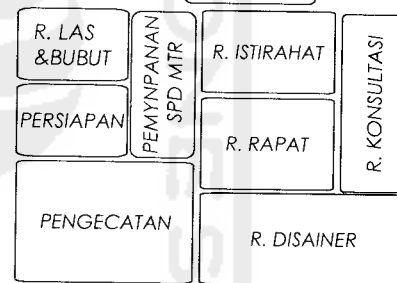 R. LAS
&BUBUT
PEMYNPANAN
SPD MTR
R. ISTIRAHAT
R. KONSULTASI
PERSIAPAN
R. RAPAT
PENGECATAN
R. DISAINER